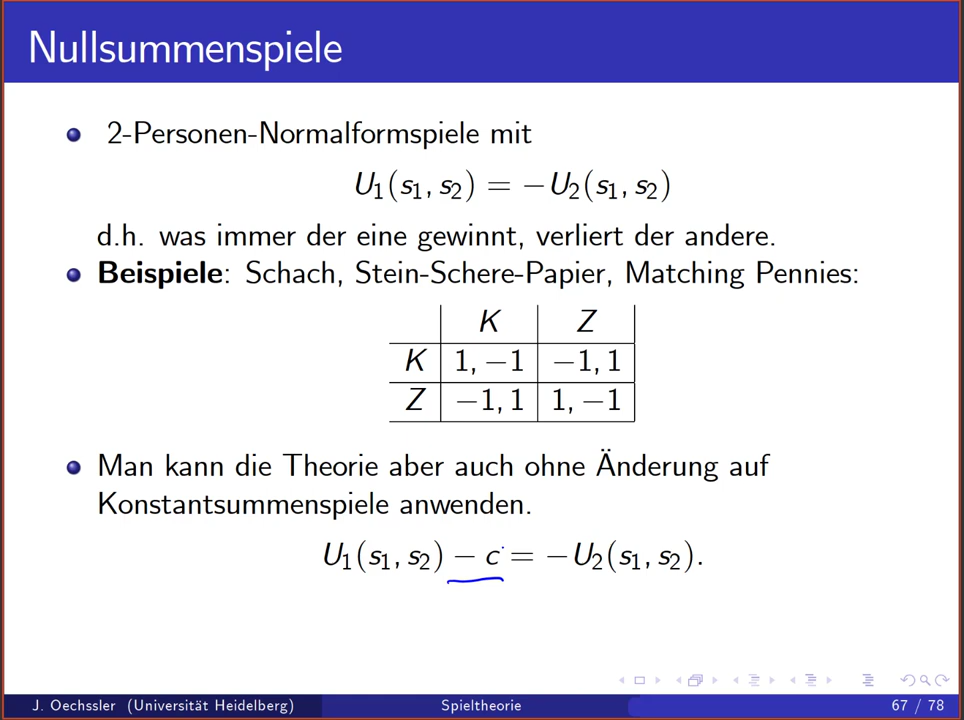 Nullsummenspiele
2-Personen-Normalformspiele mit
U₁(s₁, s₂) = −U₂(s₁, s₂)
d.h. was immer der eine gewinnt, verliert der andere.
Beispiele: Schach, Stein-Schere-Papier, Matching Pennies:
K Z
K 1, −1 −1, 1
Z −1, 1 1, −1
Man kann die Theorie aber auch ohne Änderung auf
Konstantsummenspiele anwenden.
U₁(s₁, s₂) − c = −U₂(s₁, s₂).
J. Oechssler (Universität Heidelberg) Spieltheorie 67 / 78